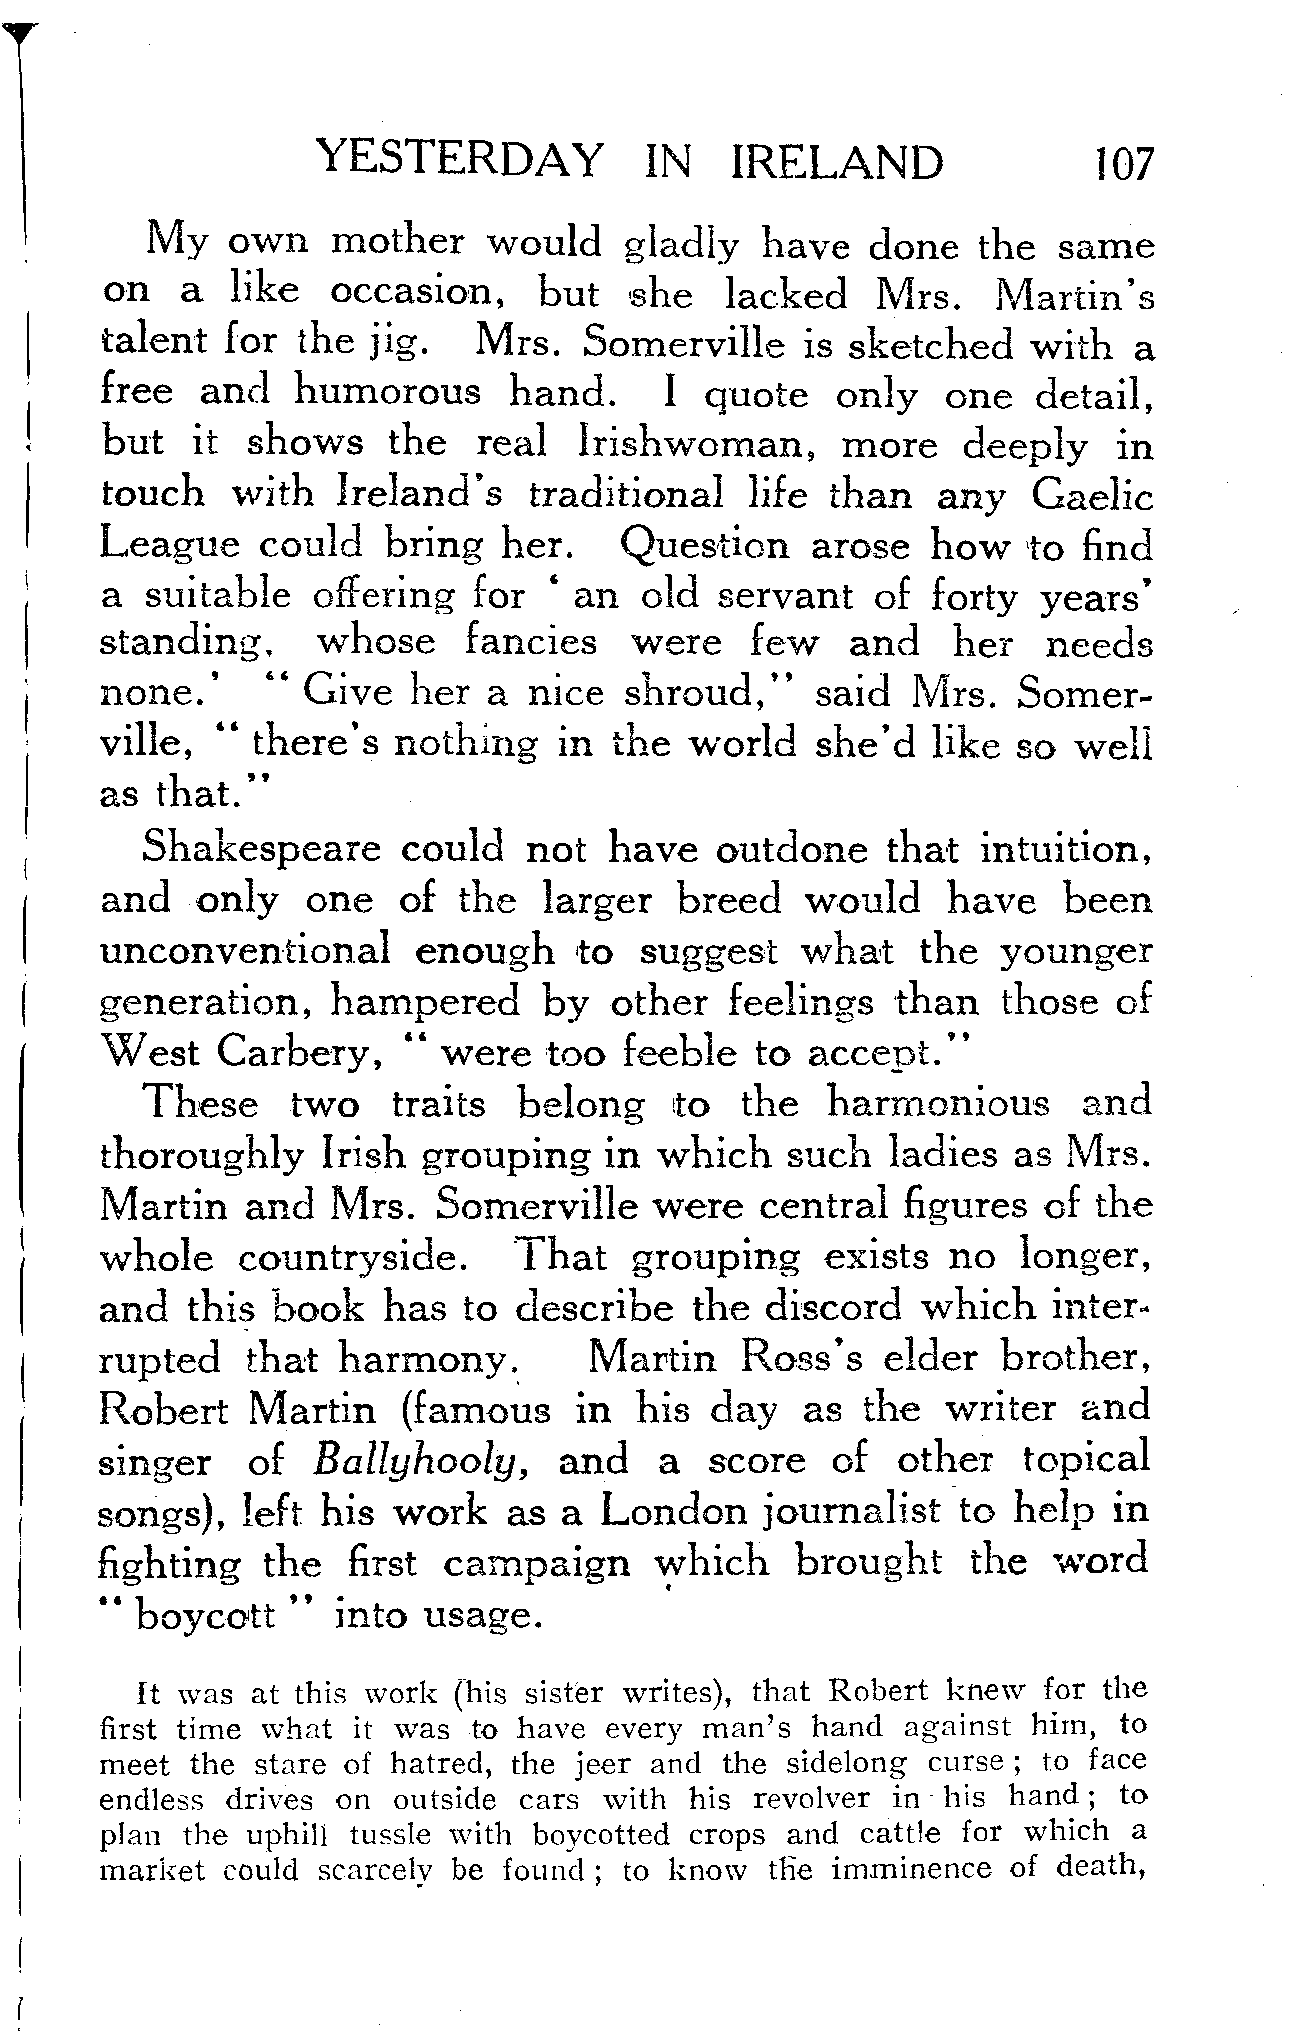 YESTERDAY IN IRELAND 107
My own mother would gladly have done the same
on a like occasion, but she lacked Mrs. Martin's
talent for the jig. Mrs. Somerville is sketched with a
free and humorous hand. I quote only one detail,
but it shows the real Irishwoman, more deeply in
touch with Ireland's traditional life than any Gaelic
League could bring her. Question arose how to find
a suitable offering for ' an old servant of forty years'
standing, whose fancies were few and her needs
none.' " Give her a nice shroud," said Mrs. Somer-
ville, " there's nothing in the world she'd like so well
as that."
Shakespeare could not have outdone that intuition,
and only one of the larger breed would have been
unconventional enough to suggest what the younger
generation, hampered by other feelings than those of
West Carbery, " were too feeble to accept."
These two traits belong to the harmonious and
thoroughly Irish grouping in which such ladies as Mrs.
Martin and Mrs. Somerville were central figures of the
whole countryside. That grouping exists no longer,
and this book has to describe the discord which inter-
rupted that harmony. Martin Ross's elder brother,
Robert Martin (famous in his day as the writer and
singer of Ballyhooly, and a score of other topical
songs), left his work as a London journalist to help in
fighting the first campaign which brought the word
" boycott " into usage.
It was at this work (his sister writes), that Robert knew for the
first time what it was to have every man's hand against him, to
meet the stare of hatred, the jeer and the sidelong curse ; to face
endless drives on outside cars with his revolver in his hand ; to
plan the uphill tussle with boycotted crops and cattle for which a
market could scarcely be found ; to know the imminence of death,